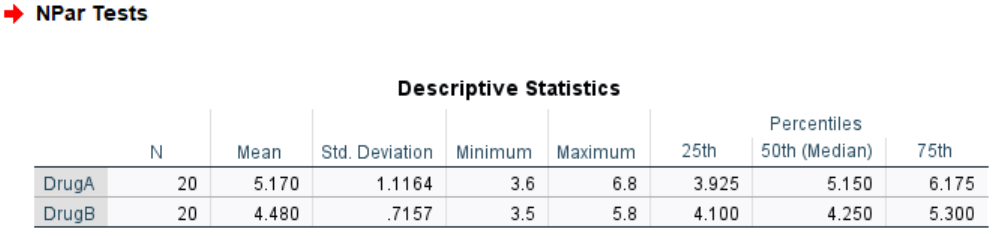 NPar Tests
Descriptive Statistics
Percentiles
N Mean Std. Deviation Minimum Maximum 25th 50th (Median) 75th
DrugA 20 5.170 1.1164 3.6 6.8 3.925 5.150 6.175
DrugB 20 4.480 .7157 3.5 5.8 4.100 4.250 5.300